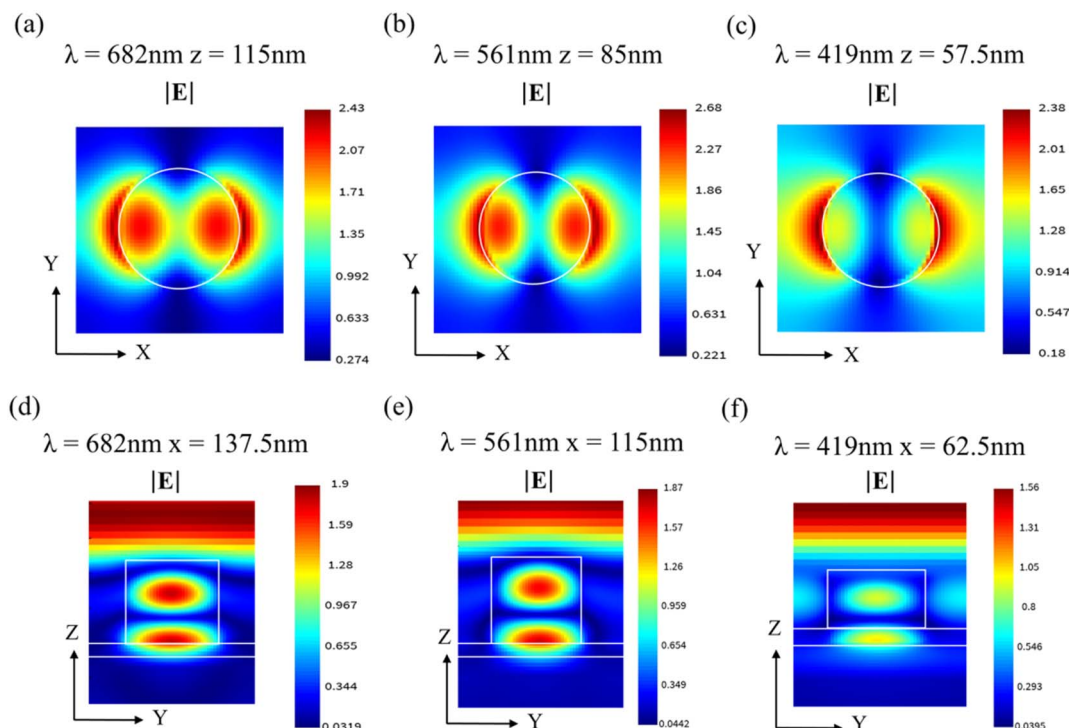 (a)
λ = 682nm z = 115nm
|E|
2.43
2.07
1.71
1.35
0.992
0.633
0.274
Y
X
(b)
λ = 561nm z = 85nm
|E|
2.68
2.27
1.86
1.45
1.04
0.631
0.221
Y
X
(c)
λ = 419nm z = 57.5nm
|E|
2.38
2.01
1.65
1.28
0.914
0.547
0.18
Y
X
(d)
λ = 682nm x = 137.5nm
|E|
1.9
1.59
1.28
0.967
0.655
0.344
0.0319
Z
Y
(e)
λ = 561nm x = 115nm
|E|
1.87
1.57
1.26
0.959
0.654
0.349
0.0442
Z
Y
(f)
λ = 419nm x = 62.5nm
|E|
1.56
1.31
1.05
0.8
0.546
0.293
0.0395
Z
Y